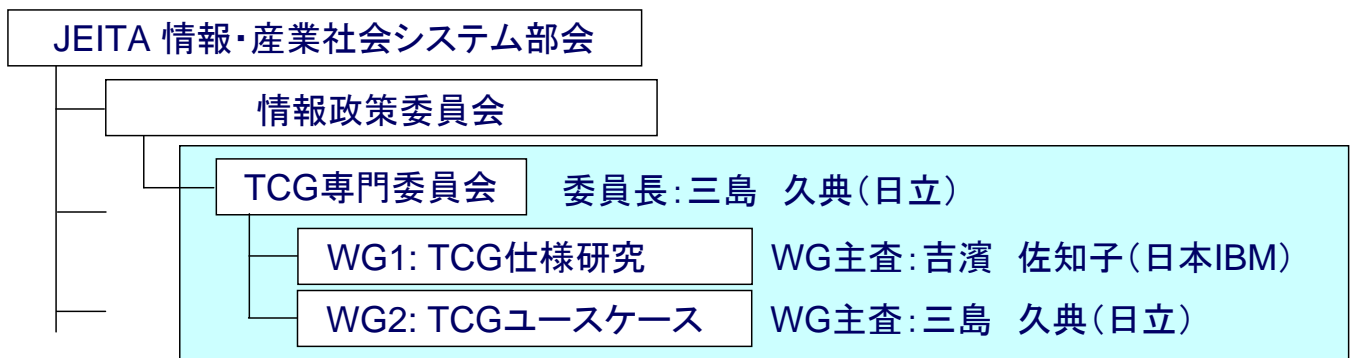 JEITA 情報・産業社会システム部会
情報政策委員会
TCG専門委員会 委員長：三島　久典（日立）
WG1: TCG仕様研究 WG主査：吉濱　佐知子（日本IBM）
WG2: TCGユースケース WG主査：三島　久典（日立）